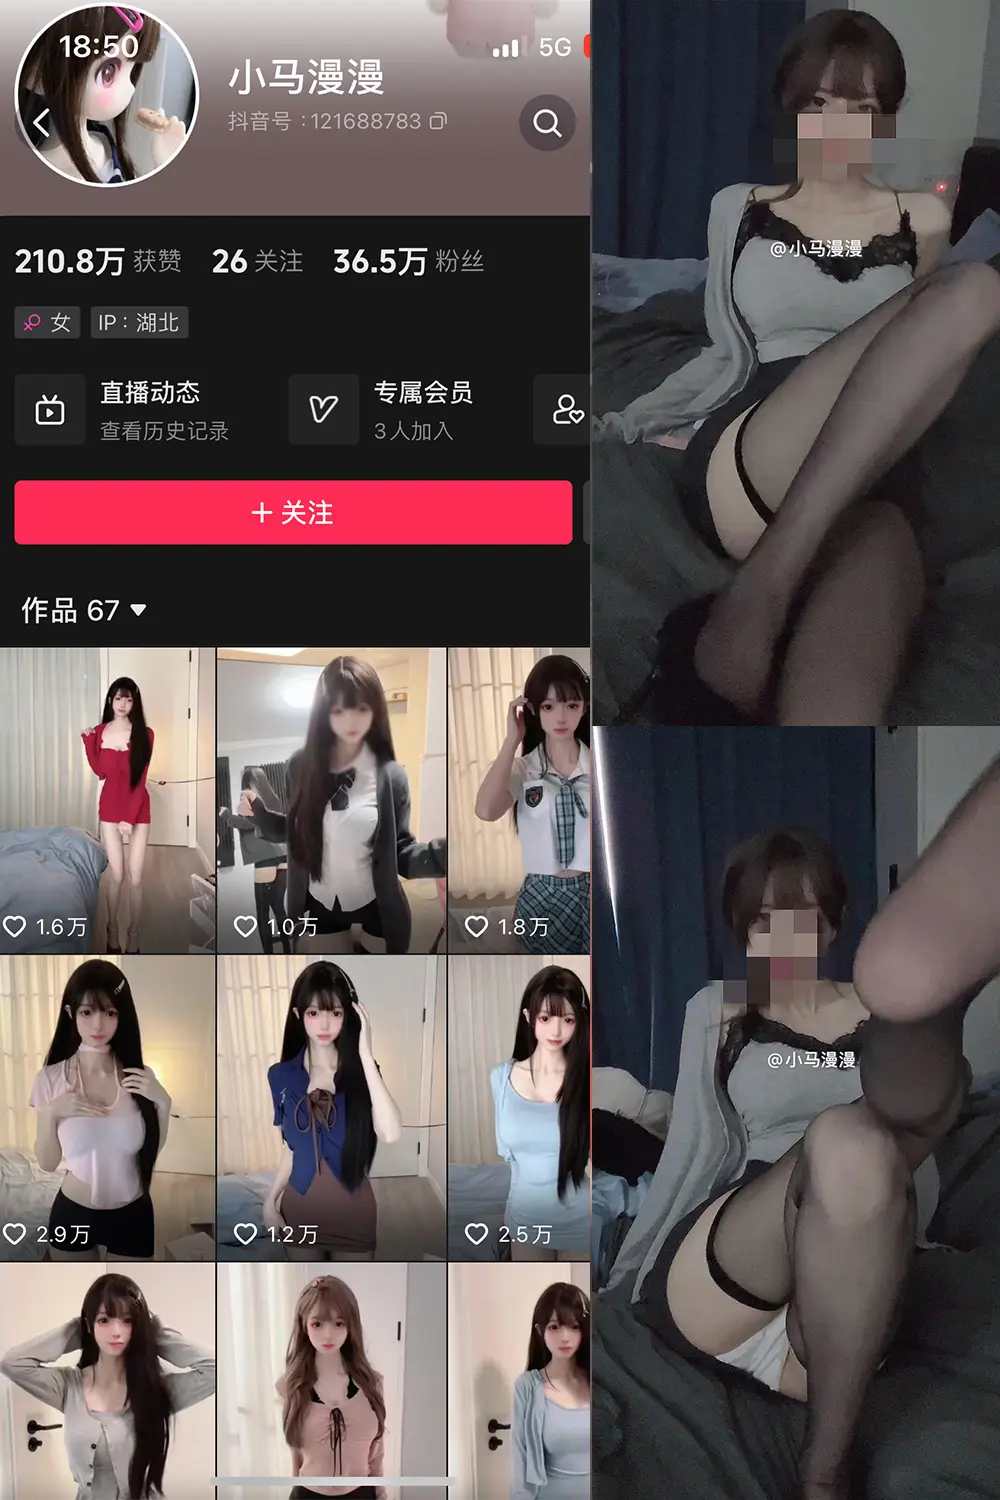 18:50
5G
小马漫漫
抖音号：121688783
210.8万 获赞 26 关注 36.5万 粉丝
女 IP：湖北
直播动态
查看历史记录
专属会员
3人加入
+ 关注
作品 67
1.6万
1.0万
1.8万
2.9万
1.2万
2.5万
@小马漫漫
@小马漫漫